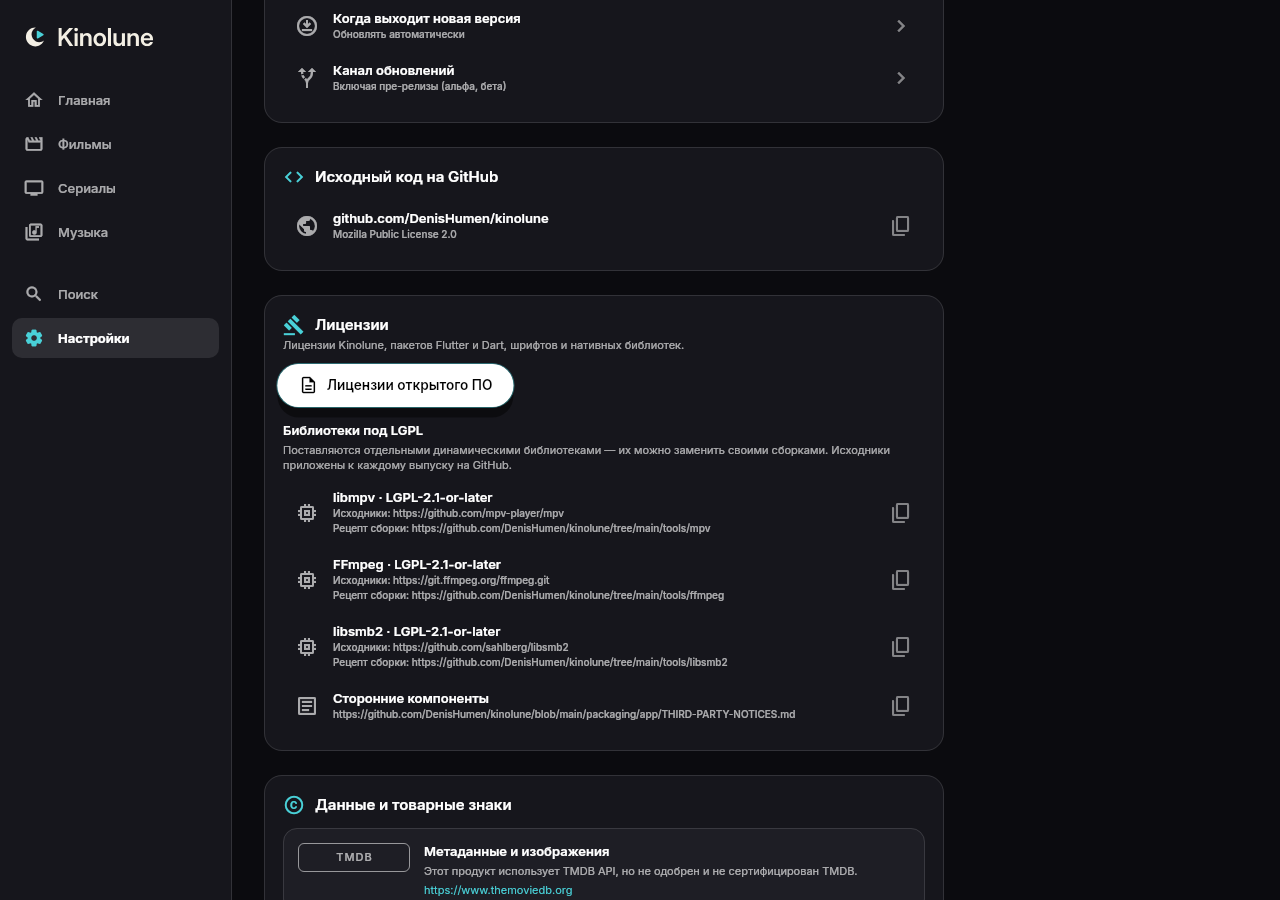 Kinolune
Главная
Фильмы
Сериалы
Музыка
Поиск
Настройки
Когда выходит новая версия
Обновлять автоматически
Канал обновлений
Включая пре-релизы (альфа, бета)
Исходный код на GitHub
github.com/DenisHumen/kinolune
Mozilla Public License 2.0
Лицензии
Лицензии Kinolune, пакетов Flutter и Dart, шрифтов и нативных библиотек.
Лицензии открытого ПО
Библиотеки под LGPL
Поставляются отдельными динамическими библиотеками — их можно заменить своими сборками. Исходники
приложены к каждому выпуску на GitHub.
libmpv · LGPL-2.1-or-later
Исходники: https://github.com/mpv-player/mpv
Рецепт сборки: https://github.com/DenisHumen/kinolune/tree/main/tools/mpv
FFmpeg · LGPL-2.1-or-later
Исходники: https://git.ffmpeg.org/ffmpeg.git
Рецепт сборки: https://github.com/DenisHumen/kinolune/tree/main/tools/ffmpeg
libsmb2 · LGPL-2.1-or-later
Исходники: https://github.com/sahlberg/libsmb2
Рецепт сборки: https://github.com/DenisHumen/kinolune/tree/main/tools/libsmb2
Сторонние компоненты
https://github.com/DenisHumen/kinolune/blob/main/packaging/app/THIRD-PARTY-NOTICES.md
Данные и товарные знаки
TMDB
Метаданные и изображения
Этот продукт использует TMDB API, но не одобрен и не сертифицирован TMDB.
https://www.themoviedb.org